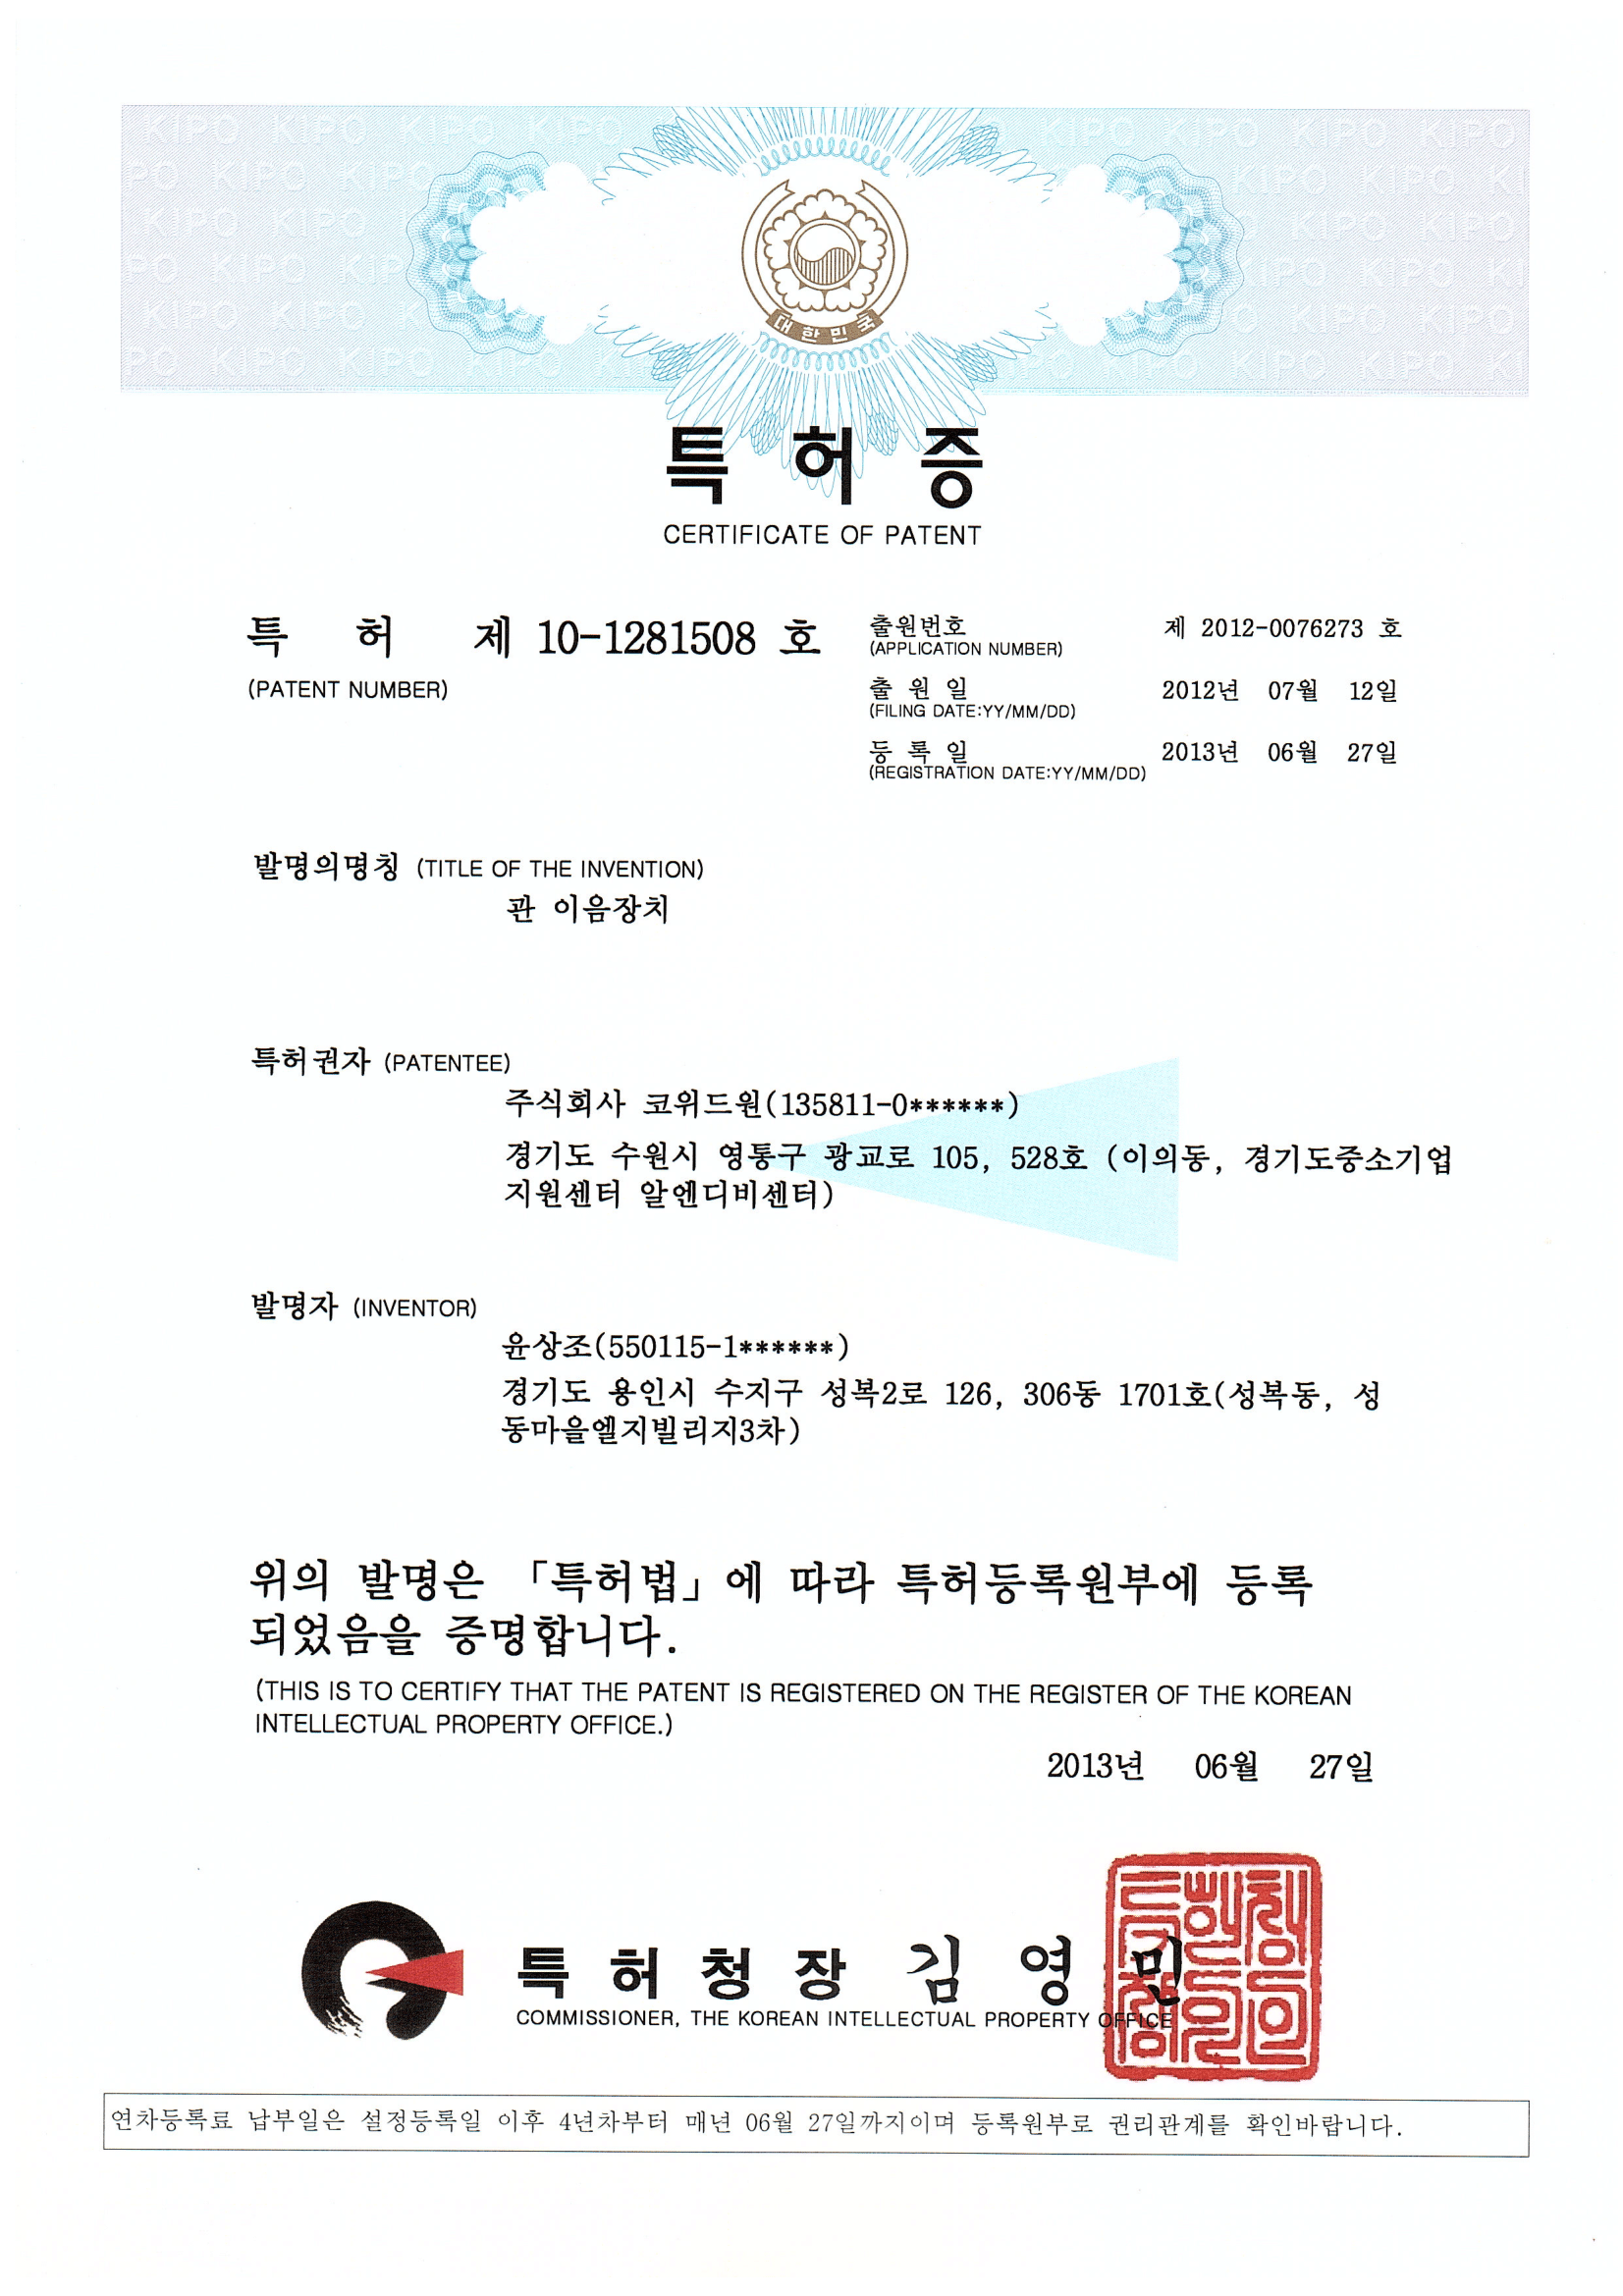 대한민국
특허증
CERTIFICATE OF PATENT
특 허 제 10-1281508 호
(PATENT NUMBER)
출원번호 제 2012-0076273 호
(APPLICATION NUMBER)
출원일 2012년 07월 12일
(FILING DATE:YY/MM/DD)
등록일 2013년 06월 27일
(REGISTRATION DATE:YY/MM/DD)
발명의명칭 (TITLE OF THE INVENTION)
관 이음장치
특허권자 (PATENTEE)
주식회사 코위드원(135811-0******)
경기도 수원시 영통구 광교로 105, 528호 (이의동, 경기도중소기업
지원센터 알엔디비센터)
발명자 (INVENTOR)
윤상조(550115-1******)
경기도 용인시 수지구 성복2로 126, 306동 1701호(성복동, 성
동마을엘지빌리지3차)
위의 발명은 「특허법」에 따라 특허등록원부에 등록
되었음을 증명합니다.
(THIS IS TO CERTIFY THAT THE PATENT IS REGISTERED ON THE REGISTER OF THE KOREAN
INTELLECTUAL PROPERTY OFFICE.)
2013년 06월 27일
특허청장 김영민
COMMISSIONER, THE KOREAN INTELLECTUAL PROPERTY OFFICE
연차등록료 납부일은 설정등록일 이후 4년차부터 매년 06월 27일까지이며 등록원부로 권리관계를 확인바랍니다.